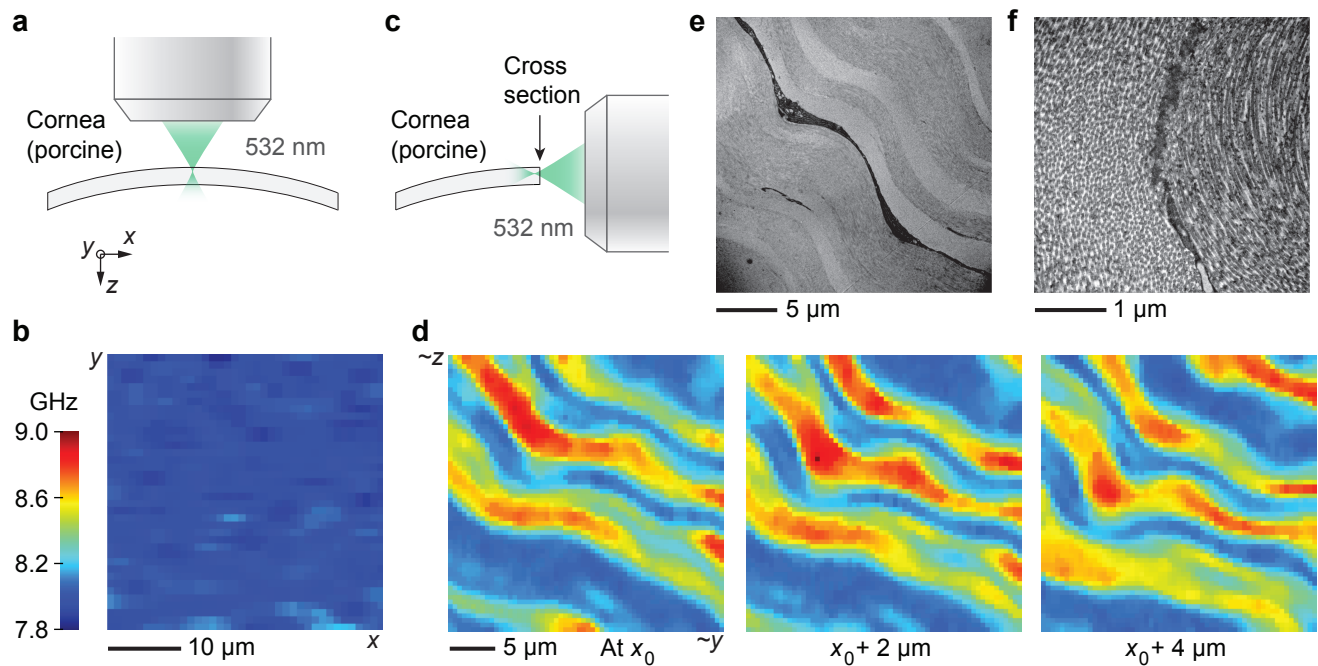 a
Cornea
(porcine)
532 nm
y
x
z
c
Cross
section
Cornea
(porcine)
532 nm
e
5 µm
f
1 µm
b
GHz
9.0
8.6
8.2
7.8
y
x
10 µm
d
~z
5 µm
At x0
~y
x0 + 2 µm
x0 + 4 µm